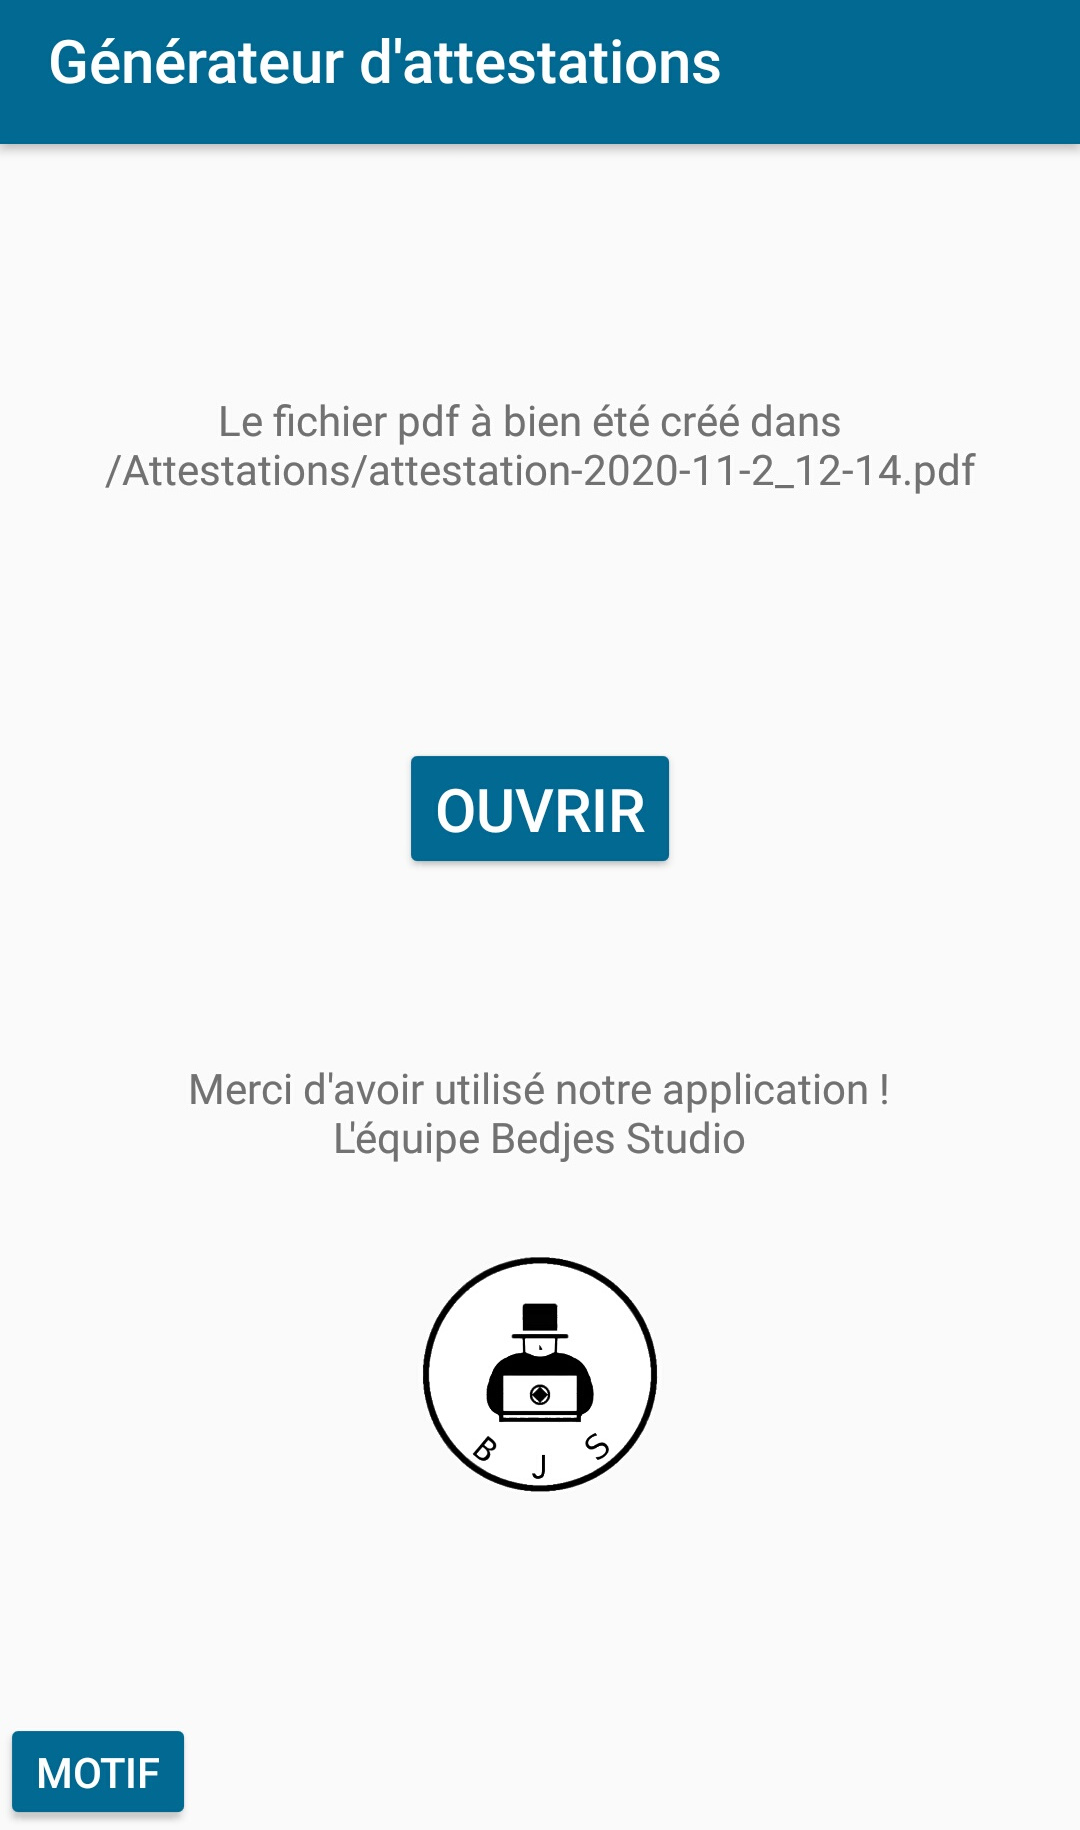 Générateur d'attestations
Le fichier pdf à bien été créé dans
/Attestations/attestation-2020-11-2_12-14.pdf
OUVRIR
Merci d'avoir utilisé notre application !
L'équipe Bedjes Studio
B J S
MOTIF